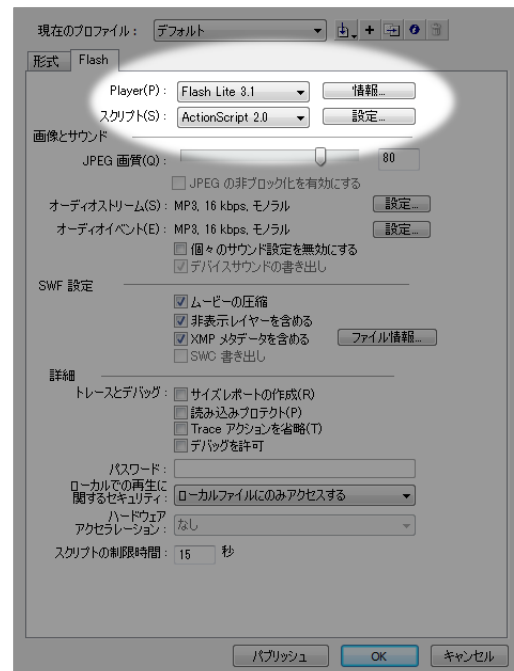 現在のプロファイル： デフォルト
形式 Flash
Player(P)： Flash Lite 3.1 情報...
スクリプト(S)： ActionScript 2.0 設定...
画像とサウンド
JPEG 画質(Q)： 80
JPEG の非ブロック化を有効にする
オーディオストリーム(S)： MP3, 16 kbps, モノラル 設定...
オーディオイベント(E)： MP3, 16 kbps, モノラル 設定...
個々のサウンド設定を無効にする
デバイスサウンドの書き出し
SWF 設定
ムービーの圧縮
非表示レイヤーを含める
XMP メタデータを含める ファイル情報...
SWC 書き出し
詳細
トレースとデバッグ： サイズレポートの作成(R)
読み込みプロテクト(P)
Trace アクションを省略(T)
デバッグを許可
パスワード：
ローカルでの再生に
関するセキュリティ： ローカルファイルにのみアクセスする
ハードウェア
アクセラレーション： なし
スクリプトの制限時間： 15 秒
パブリッシュ OK キャンセル